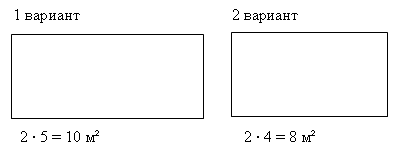 1 вариант
2 вариант
2 · 5 = 10 м²
2 · 4 = 8 м²